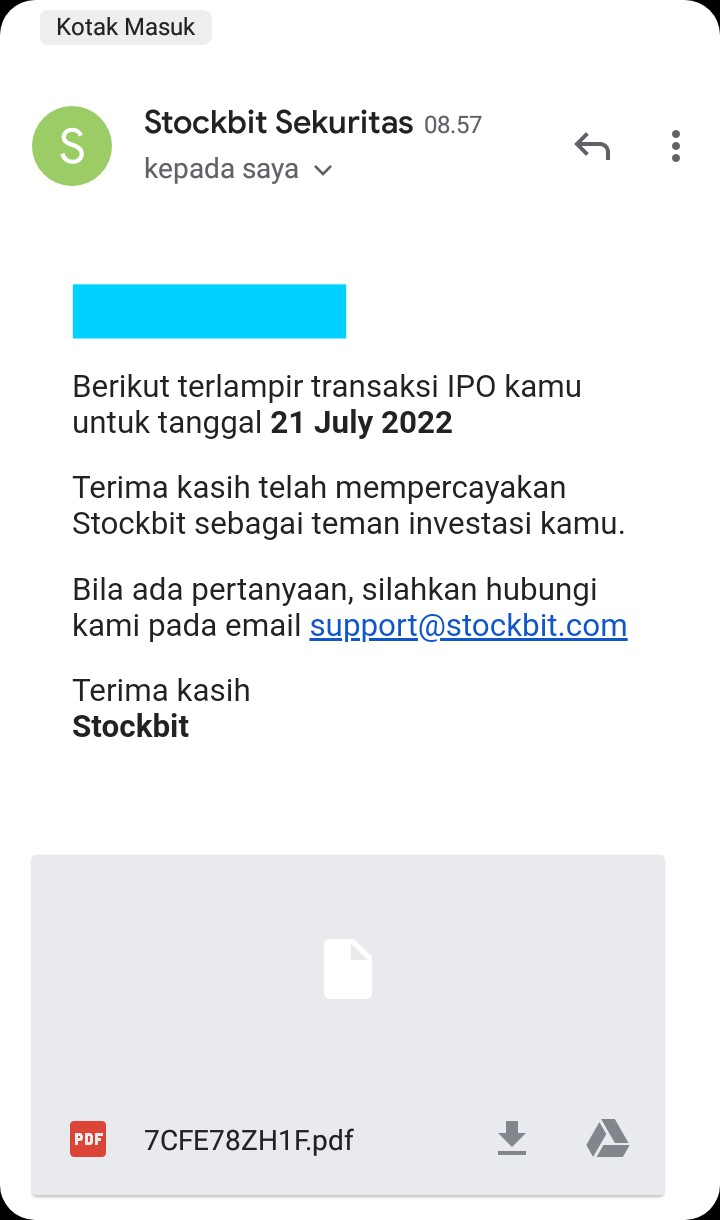 Kotak Masuk
S
Stockbit Sekuritas 08.57
kepada saya
Berikut terlampir transaksi IPO kamu
untuk tanggal 21 July 2022
Terima kasih telah mempercayakan
Stockbit sebagai teman investasi kamu.
Bila ada pertanyaan, silahkan hubungi
kami pada email support@stockbit.com
Terima kasih
Stockbit
PDF 7CFE78ZH1F.pdf